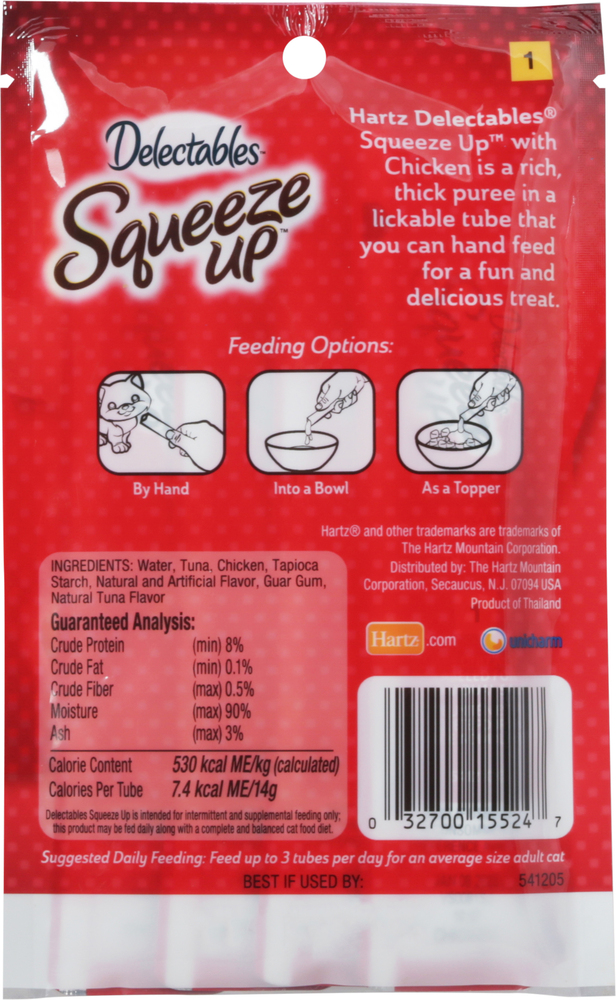 1
Delectables™
Squeeze
UP™
Hartz Delectables®
Squeeze Up™ with
Chicken is a rich,
thick puree in a
lickable tube that
you can hand feed
for a fun and
delicious treat.
Feeding Options:
By Hand
Into a Bowl
As a Topper
Hartz® and other trademarks are trademarks of
The Hartz Mountain Corporation.
Distributed by: The Hartz Mountain
Corporation, Secaucus, N.J. 07094 USA
Product of Thailand
Hartz.com
unicharm
INGREDIENTS: Water, Tuna. Chicken, Tapioca
Starch, Natural and Artificial Flavor, Guar Gum,
Natural Tuna Flavor
Guaranteed Analysis:
Crude Protein (min) 8%
Crude Fat (min) 0.1%
Crude Fiber (max) 0.5%
Moisture (max) 90%
Ash (max) 3%
Calorie Content 530 kcal ME/kg (calculated)
Calories Per Tube 7.4 kcal ME/14g
Delectables Squeeze Up is intended for intermittent and supplemental feeding only;
this product may be fed daily along with a complete and balanced cat food diet.
0 32700 15524 7
Suggested Daily Feeding: Feed up to 3 tubes per day for an average size adult cat
BEST IF USED BY:
541205